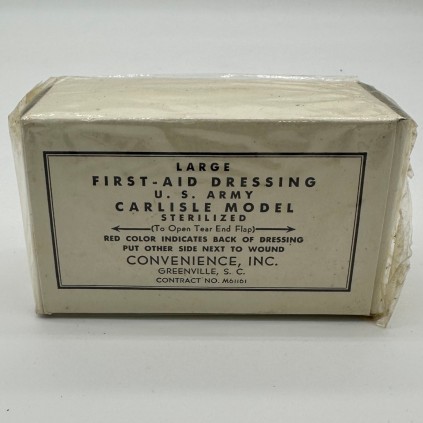 LARGE
FIRST-AID DRESSING
U. S. ARMY
CARLISLE MODEL
STERILIZED
(To Open Tear End Flap)
RED COLOR INDICATES BACK OF DRESSING
PUT OTHER SIDE NEXT TO WOUND
CONVENIENCE, INC.
GREENVILLE, S. C.
CONTRACT NO.